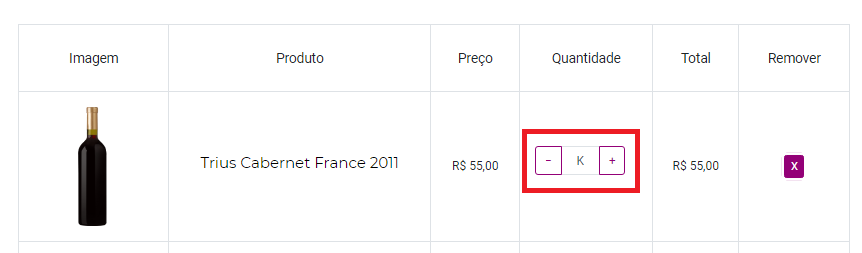 Imagem Produto Preço Quantidade Total Remover
Trius Cabernet France 2011 R$ 55,00 - K + R$ 55,00 X